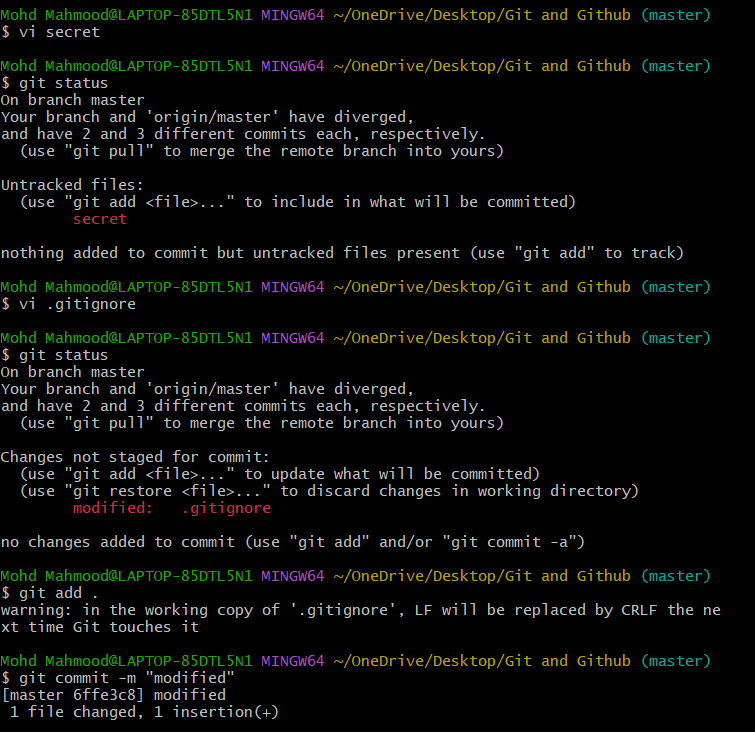 Mohd Mahmood@LAPTOP-85DTL5N1 MINGW64 ~/OneDrive/Desktop/Git and Github (master)
$ vi secret
Mohd Mahmood@LAPTOP-85DTL5N1 MINGW64 ~/OneDrive/Desktop/Git and Github (master)
$ git status
On branch master
Your branch and 'origin/master' have diverged,
and have 2 and 3 different commits each, respectively.
  (use "git pull" to merge the remote branch into yours)
Untracked files:
  (use "git add <file>..." to include in what will be committed)
        secret
nothing added to commit but untracked files present (use "git add" to track)
Mohd Mahmood@LAPTOP-85DTL5N1 MINGW64 ~/OneDrive/Desktop/Git and Github (master)
$ vi .gitignore
Mohd Mahmood@LAPTOP-85DTL5N1 MINGW64 ~/OneDrive/Desktop/Git and Github (master)
$ git status
On branch master
Your branch and 'origin/master' have diverged,
and have 2 and 3 different commits each, respectively.
  (use "git pull" to merge the remote branch into yours)
Changes not staged for commit:
  (use "git add <file>..." to update what will be committed)
  (use "git restore <file>..." to discard changes in working directory)
        modified:   .gitignore
no changes added to commit (use "git add" and/or "git commit -a")
Mohd Mahmood@LAPTOP-85DTL5N1 MINGW64 ~/OneDrive/Desktop/Git and Github (master)
$ git add .
warning: in the working copy of '.gitignore', LF will be replaced by CRLF the ne
xt time Git touches it
Mohd Mahmood@LAPTOP-85DTL5N1 MINGW64 ~/OneDrive/Desktop/Git and Github (master)
$ git commit -m "modified"
[master 6ffe3c8] modified
 1 file changed, 1 insertion(+)